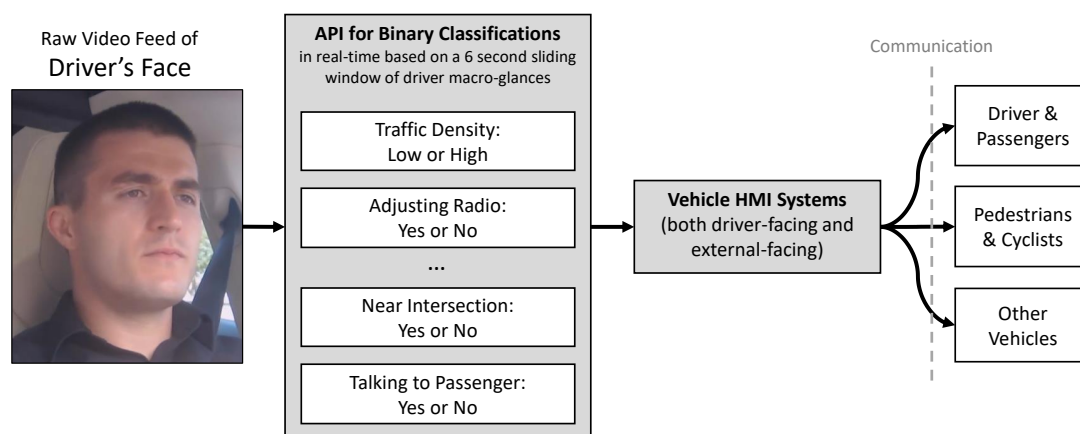 Raw Video Feed of
Driver's Face
API for Binary Classifications
in real-time based on a 6 second sliding
window of driver macro-glances
Traffic Density:
Low or High
Adjusting Radio:
Yes or No
...
Near Intersection:
Yes or No
Talking to Passenger:
Yes or No
Vehicle HMI Systems
(both driver-facing and
external-facing)
Communication
Driver &
Passengers
Pedestrians
& Cyclists
Other
Vehicles